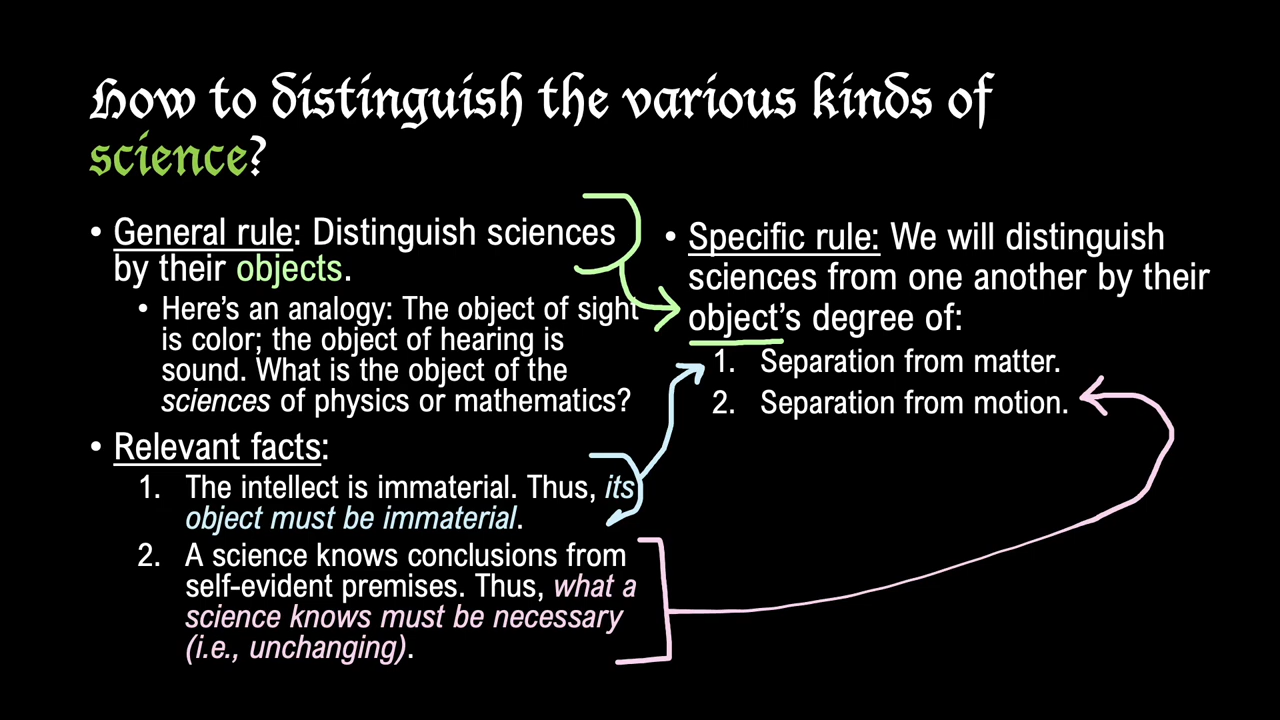 How to distinguish the various kinds of
science?
• General rule: Distinguish sciences
by their objects.
• Here's an analogy: The object of sight
is color; the object of hearing is
sound. What is the object of the
sciences of physics or mathematics?
• Relevant facts:
1. The intellect is immaterial. Thus, its
object must be immaterial.
2. A science knows conclusions from
self-evident premises. Thus, what a
science knows must be necessary
(i.e., unchanging).
• Specific rule: We will distinguish
sciences from one another by their
object's degree of:
1. Separation from matter.
2. Separation from motion.